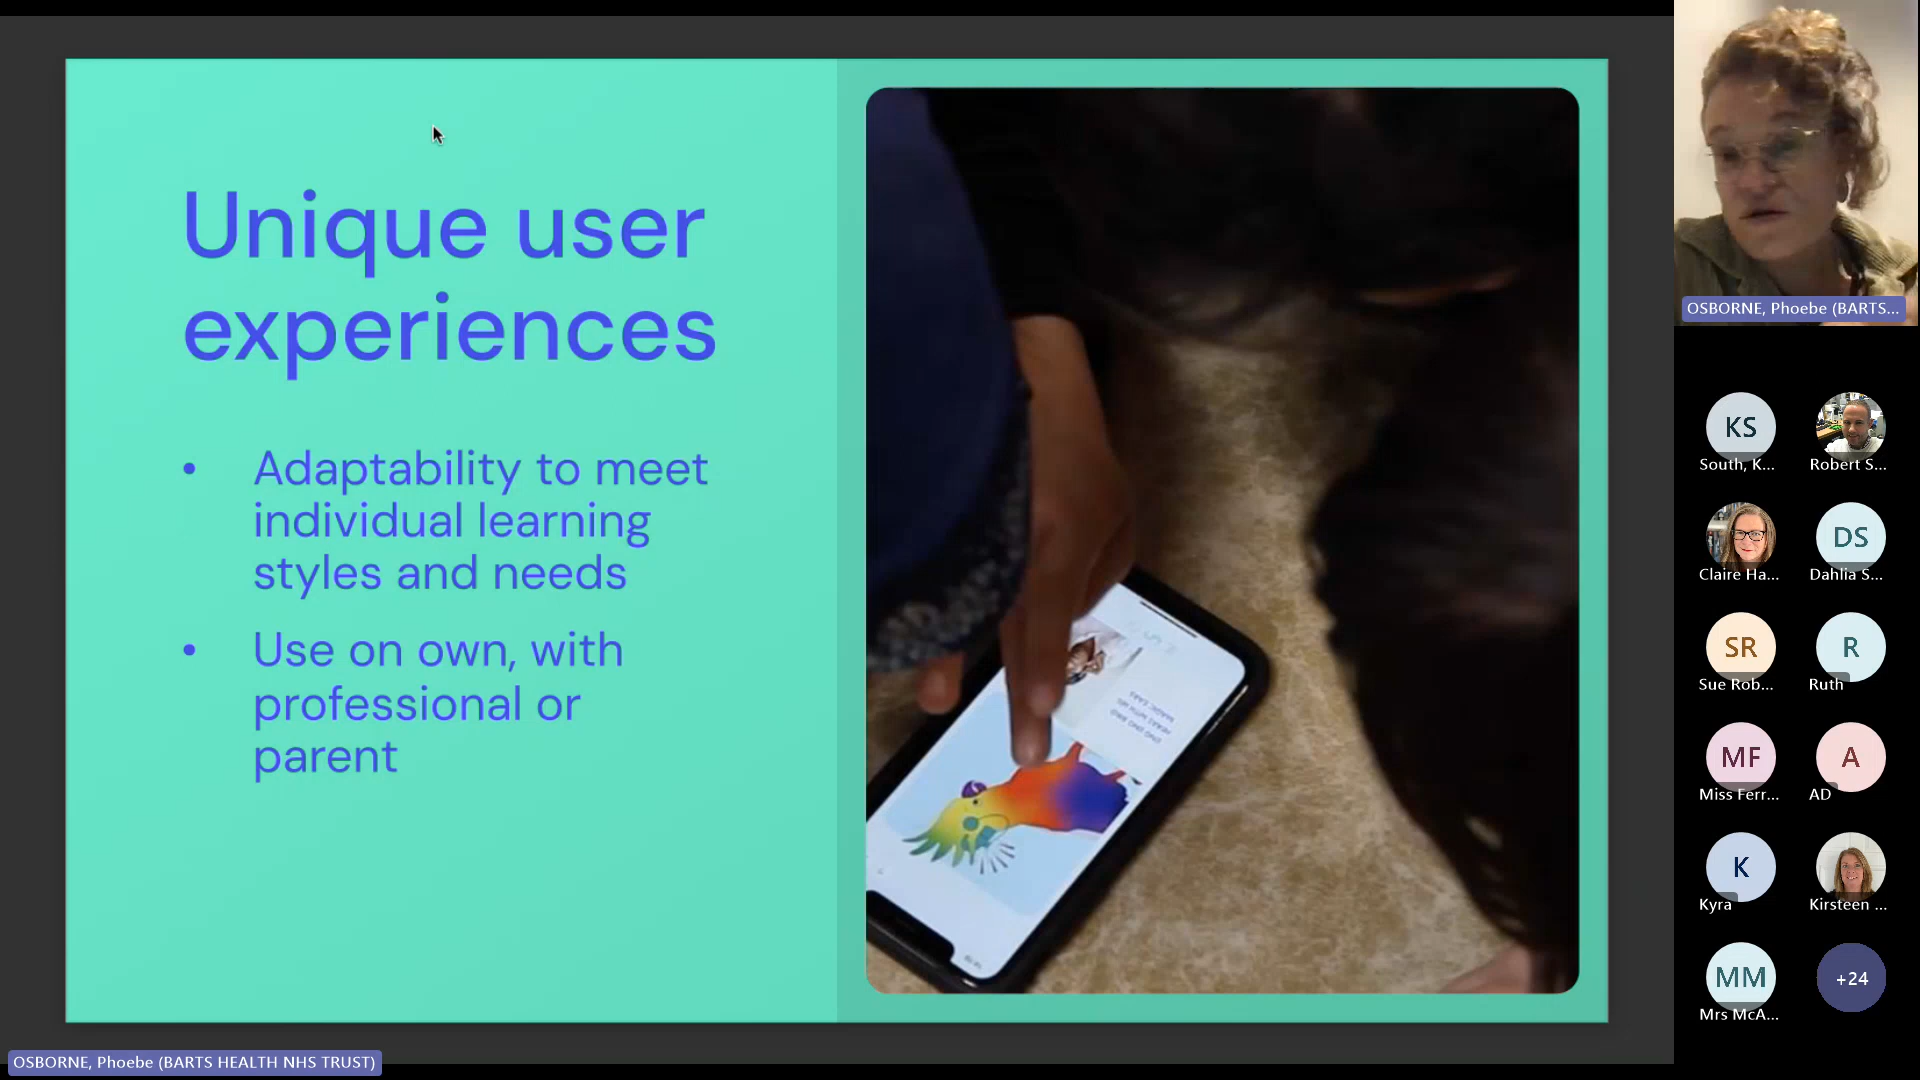 Unique user
experiences
• Adaptability to meet
individual learning
styles and needs
• Use on own, with
professional or
parent
OSBORNE, Phoebe (BARTS...
KS
South, K...
Robert S...
Claire Ha...
DS
Dahlia S...
SR
Sue Rob...
R
Ruth
MF
Miss Ferr...
A
AD
K
Kyra
Kirsteen ...
MM
Mrs McA...
+24
OSBORNE, Phoebe (BARTS HEALTH NHS TRUST)